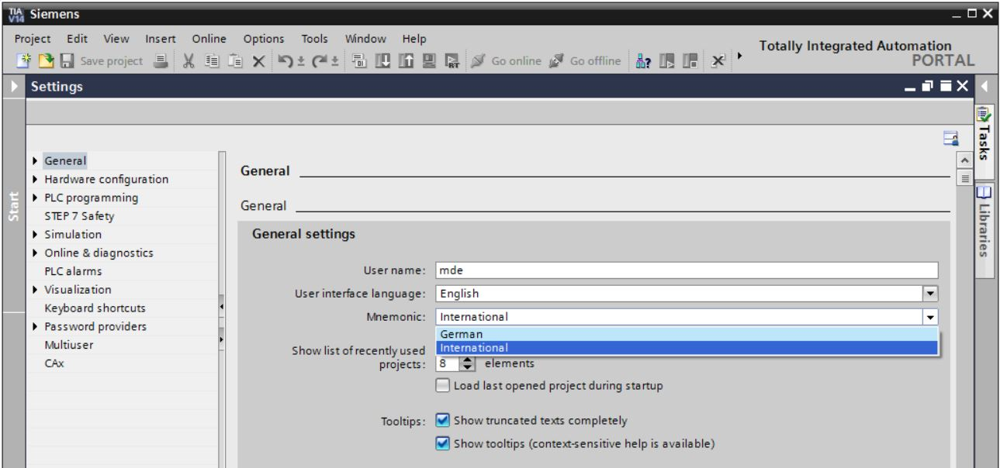 TIA V14 Siemens
Project Edit View Insert Online Options Tools Window Help
Totally Integrated Automation
PORTAL
Save project
RT
Go online
Go offline
Settings
Start
General
Hardware configuration
PLC programming
STEP 7 Safety
Simulation
Online & diagnostics
PLC alarms
Visualization
Keyboard shortcuts
Password providers
Multiuser
CAx
General
General
General settings
User name: mde
User interface language: English
Mnemonic: International
German
International
Show list of recently used
projects: 8 elements
Load last opened project during startup
Tooltips: Show truncated texts completely
Show tooltips (context-sensitive help is available)
Tasks
Libraries